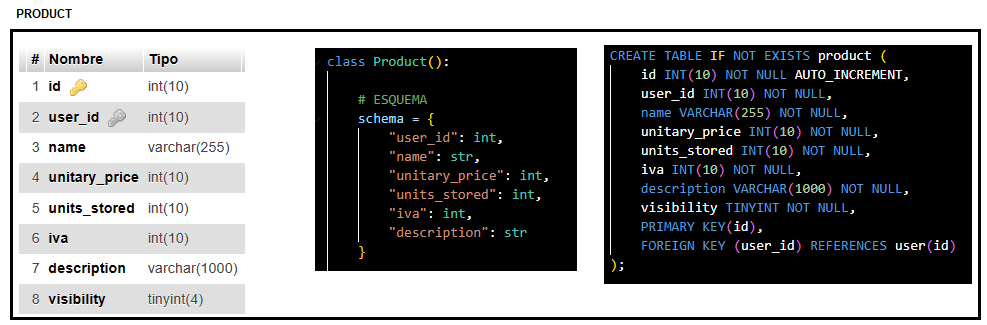 PRODUCT
# Nombre Tipo
1 id int(10)
2 user_id int(10)
3 name varchar(255)
4 unitary_price int(10)
5 units_stored int(10)
6 iva int(10)
7 description varchar(1000)
8 visibility tinyint(4)
class Product():
# ESQUEMA
schema = {
"user_id": int,
"name": str,
"unitary_price": int,
"units_stored": int,
"iva": int,
"description": str
}
CREATE TABLE IF NOT EXISTS product (
id INT(10) NOT NULL AUTO_INCREMENT,
user_id INT(10) NOT NULL,
name VARCHAR(255) NOT NULL,
unitary_price INT(10) NOT NULL,
units_stored INT(10) NOT NULL,
iva INT(10) NOT NULL,
description VARCHAR(1000) NOT NULL,
visibility TINYINT NOT NULL,
PRIMARY KEY(id),
FOREIGN KEY (user_id) REFERENCES user(id)
);